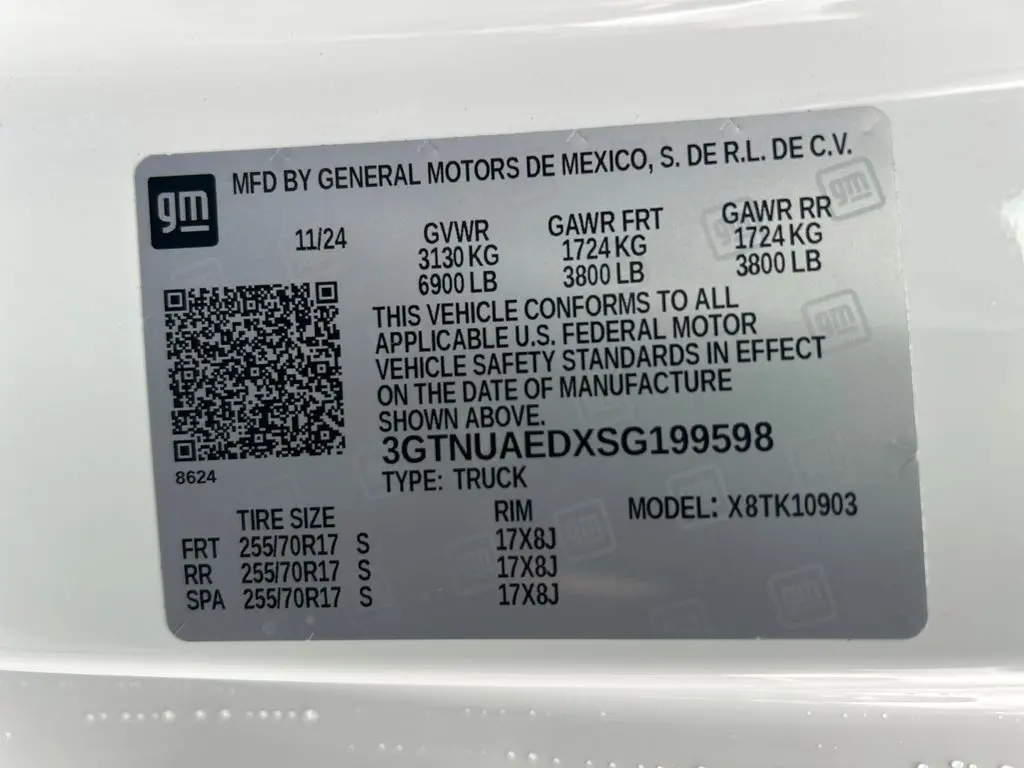 gm
MFD BY GENERAL MOTORS DE MEXICO, S. DE R.L. DE C.V.
11/24
GVWR
3130 KG
6900 LB
GAWR FRT
1724 KG
3800 LB
GAWR RR
1724 KG
3800 LB
THIS VEHICLE CONFORMS TO ALL
APPLICABLE U.S. FEDERAL MOTOR
VEHICLE SAFETY STANDARDS IN EFFECT
ON THE DATE OF MANUFACTURE
SHOWN ABOVE.
3GTNUAEDXSG199598
8624
TYPE: TRUCK
TIRE SIZE RIM MODEL: X8TK10903
FRT 255/70R17 S 17X8J
RR 255/70R17 S 17X8J
SPA 255/70R17 S 17X8J